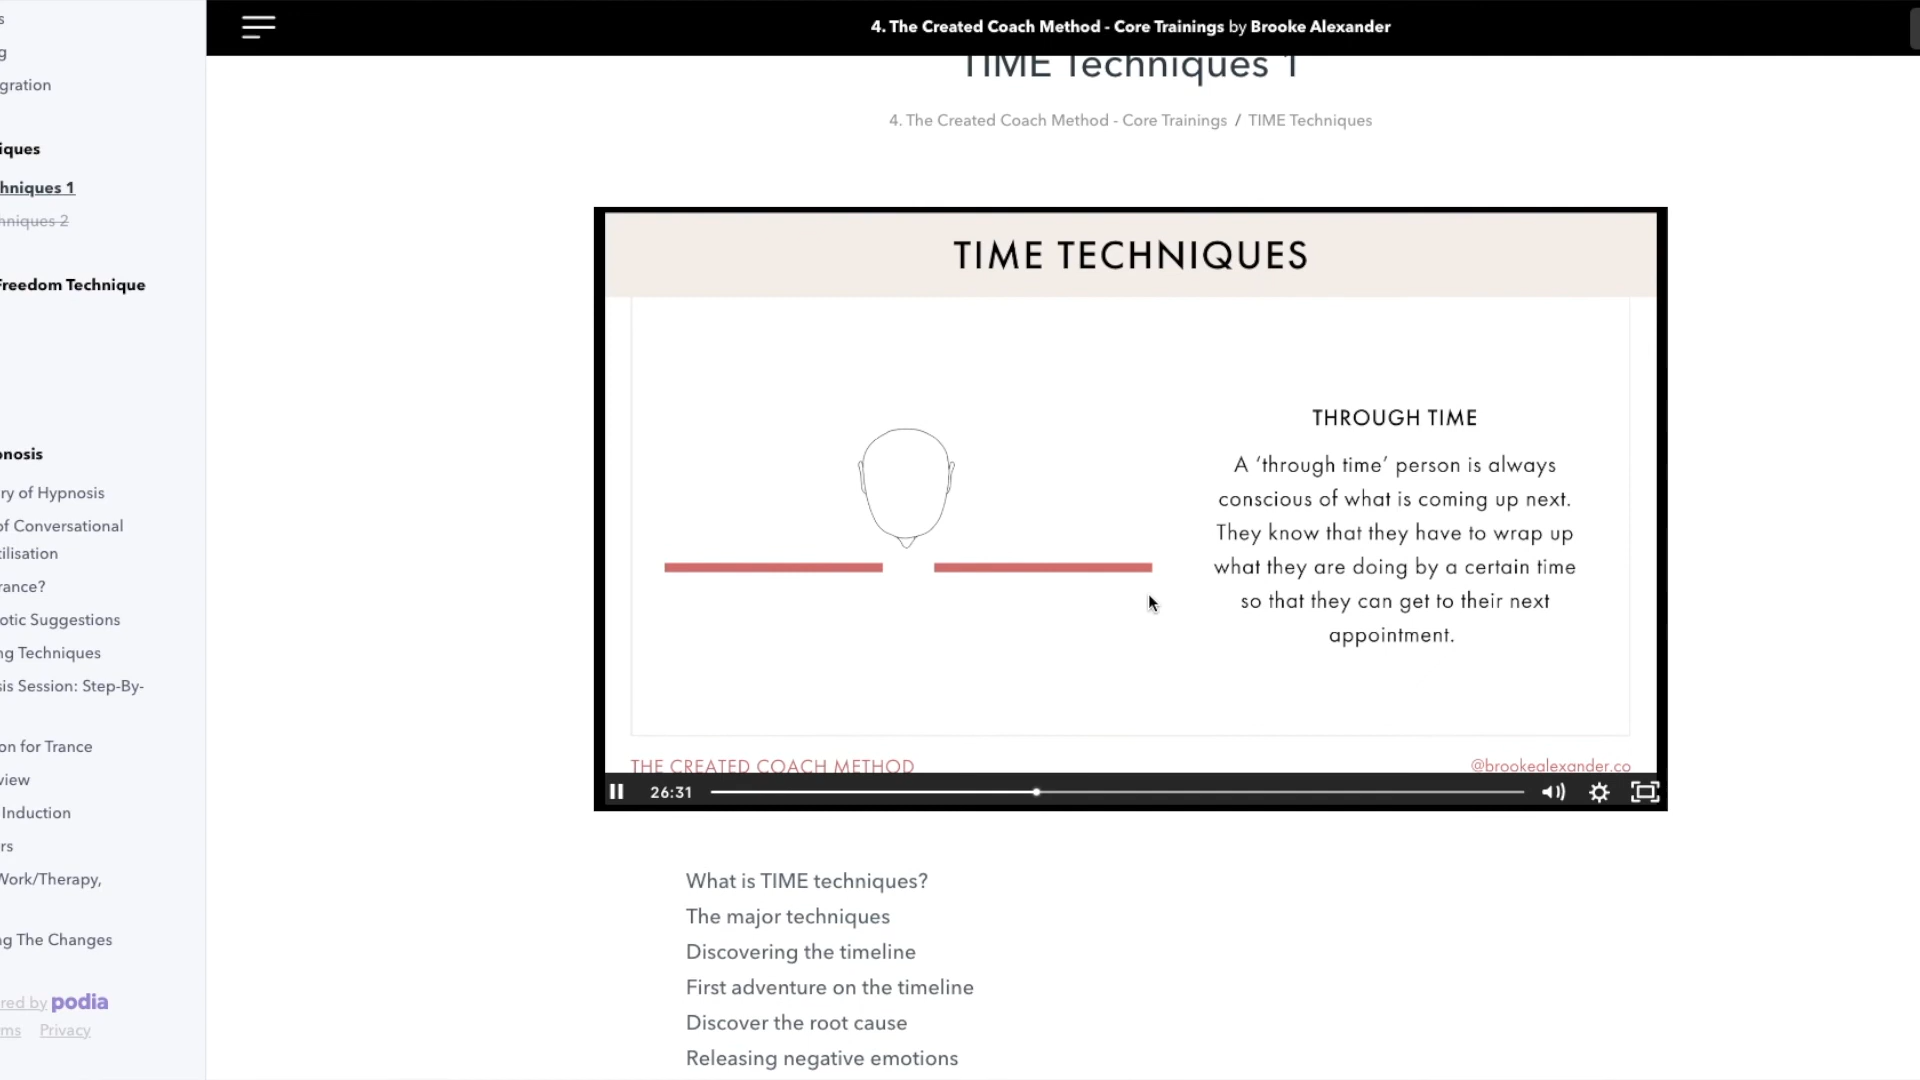 4. The Created Coach Method - Core Trainings by Brooke Alexander
TIME Techniques 1
4. The Created Coach Method - Core Trainings / TIME Techniques
s
g
gration
iques
hniques 1
hniques 2
Freedom Technique
pnosis
ry of Hypnosis
of Conversational
tilisation
rance?
otic Suggestions
ng Techniques
sis Session: Step-By-
on for Trance
view
Induction
rs
Work/Therapy,
ng The Changes
red by podia
ms Privacy
TIME TECHNIQUES
THROUGH TIME
A ‘through time’ person is always
conscious of what is coming up next.
They know that they have to wrap up
what they are doing by a certain time
so that they can get to their next
appointment.
THE CREATED COACH METHOD
@brookealexander.co
26:31
What is TIME techniques?
The major techniques
Discovering the timeline
First adventure on the timeline
Discover the root cause
Releasing negative emotions